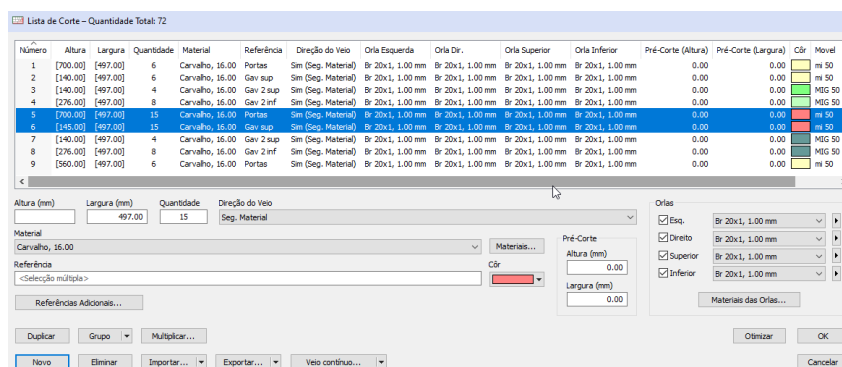 Lista de Corte – Quantidade Total: 72
Número Altura Largura Quantidade Material Referência Direção do Veio Orla Esquerda Orla Dir. Orla Superior Orla Inferior Pré-Corte (Altura) Pré-Corte (Largura) Côr Movel
1 [700.00] [497.00] 6 Carvalho, 16.00 Portas Sim (Seg. Material) Br 20x1, 1.00 mm Br 20x1, 1.00 mm Br 20x1, 1.00 mm Br 20x1, 1.00 mm 0.00 0.00 mi 50
2 [140.00] [497.00] 6 Carvalho, 16.00 Gav sup Sim (Seg. Material) Br 20x1, 1.00 mm Br 20x1, 1.00 mm Br 20x1, 1.00 mm Br 20x1, 1.00 mm 0.00 0.00 mi 50
3 [140.00] [497.00] 4 Carvalho, 16.00 Gav 2 sup Sim (Seg. Material) Br 20x1, 1.00 mm Br 20x1, 1.00 mm Br 20x1, 1.00 mm Br 20x1, 1.00 mm 0.00 0.00 MIG 50
4 [276.00] [497.00] 8 Carvalho, 16.00 Gav 2 inf Sim (Seg. Material) Br 20x1, 1.00 mm Br 20x1, 1.00 mm Br 20x1, 1.00 mm Br 20x1, 1.00 mm 0.00 0.00 MIG 50
5 [700.00] [497.00] 15 Carvalho, 16.00 Portas Sim (Seg. Material) Br 20x1, 1.00 mm Br 20x1, 1.00 mm Br 20x1, 1.00 mm Br 20x1, 1.00 mm 0.00 0.00 mi 50
6 [145.00] [497.00] 15 Carvalho, 16.00 Gav sup Sim (Seg. Material) Br 20x1, 1.00 mm Br 20x1, 1.00 mm Br 20x1, 1.00 mm Br 20x1, 1.00 mm 0.00 0.00 mi 50
7 [140.00] [497.00] 4 Carvalho, 16.00 Gav 2 sup Sim (Seg. Material) Br 20x1, 1.00 mm Br 20x1, 1.00 mm Br 20x1, 1.00 mm Br 20x1, 1.00 mm 0.00 0.00 MIG 50
8 [276.00] [497.00] 8 Carvalho, 16.00 Gav 2 inf Sim (Seg. Material) Br 20x1, 1.00 mm Br 20x1, 1.00 mm Br 20x1, 1.00 mm Br 20x1, 1.00 mm 0.00 0.00 MIG 50
9 [560.00] [497.00] 6 Carvalho, 16.00 Portas Sim (Seg. Material) Br 20x1, 1.00 mm Br 20x1, 1.00 mm Br 20x1, 1.00 mm Br 20x1, 1.00 mm 0.00 0.00 mi 50
Altura (mm) Largura (mm) Quantidade Direção do Veio Orlas
497.00 15 Seg. Material Esq. Br 20x1, 1.00 mm
Material Pré-Corte Direito Br 20x1, 1.00 mm
Carvalho, 16.00 Materiais... Altura (mm) Superior Br 20x1, 1.00 mm
Referência Côr 0.00 Inferior Br 20x1, 1.00 mm
<Selecção múltipla> Largura (mm)
Referências Adicionais... 0.00 Materiais das Orlas...
Duplicar Grupo Multiplicar... Otimizar OK
Novo Eliminar Importar... Exportar... Veio contínuo... Cancelar